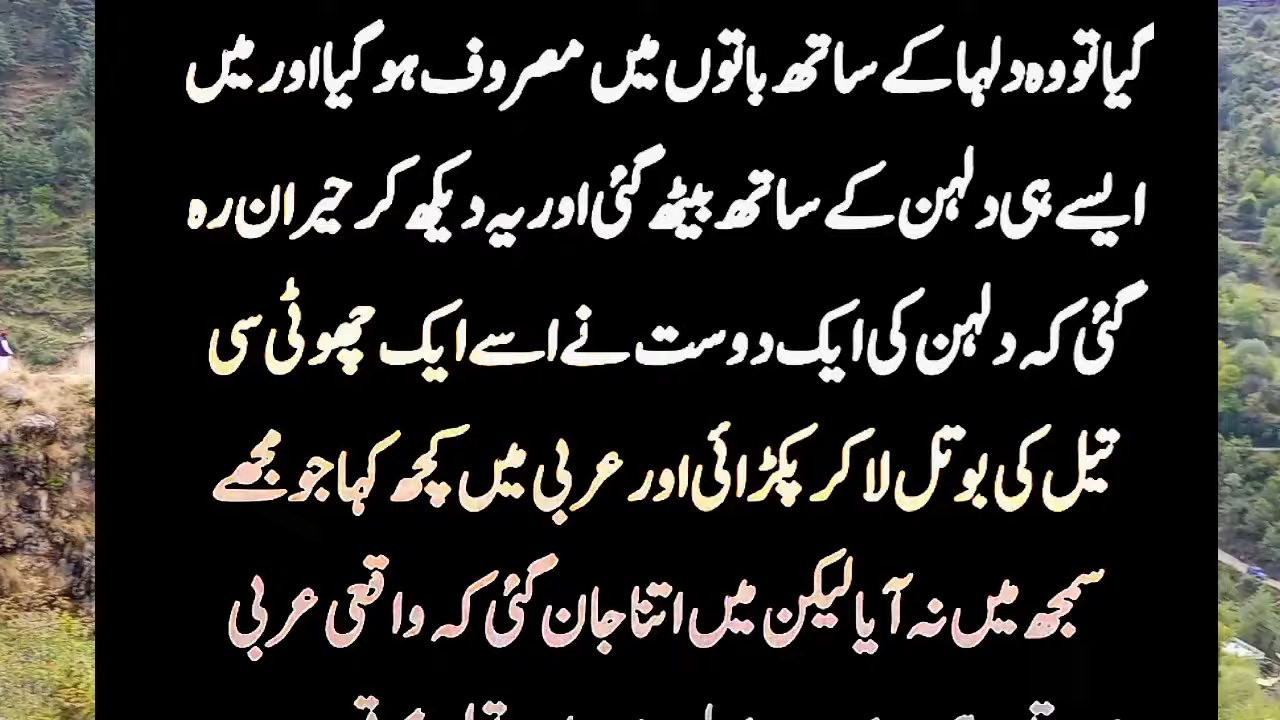 گیا تو وہ دلہا کے ساتھ باتوں میں مصروف ہو گیا اور میں
ایسے ہی دلہن کے ساتھ بیٹھ گئی اور یہ دیکھ کر حیران رہ
گئی کہ دلہن کی ایک دوست نے اسے ایک چھوٹی سی
تیل کی بوتل لا کر پکڑائی اور عربی میں کچھ کہا جو مجھے
سمجھ میں نہ آیا لیکن میں اتنا جان گئی کہ واقعی عربی